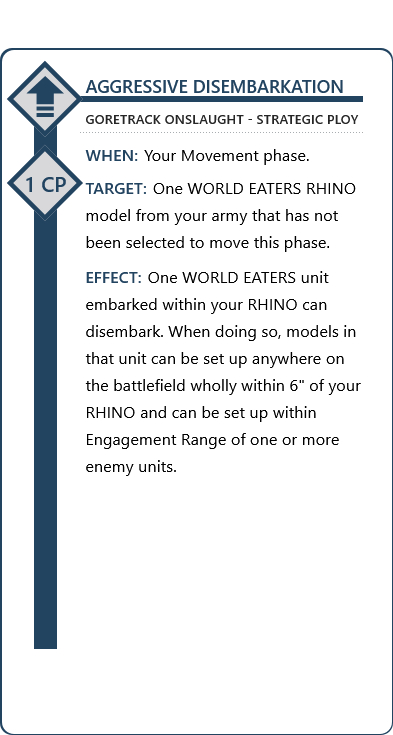 AGGRESSIVE DISEMBARKATION
GORETRACK ONSLAUGHT - STRATEGIC PLOY
1 CP
WHEN: Your Movement phase.
TARGET: One WORLD EATERS RHINO
model from your army that has not
been selected to move this phase.
EFFECT: One WORLD EATERS unit
embarked within your RHINO can
disembark. When doing so, models in
that unit can be set up anywhere on
the battlefield wholly within 6" of your
RHINO and can be set up within
Engagement Range of one or more
enemy units.